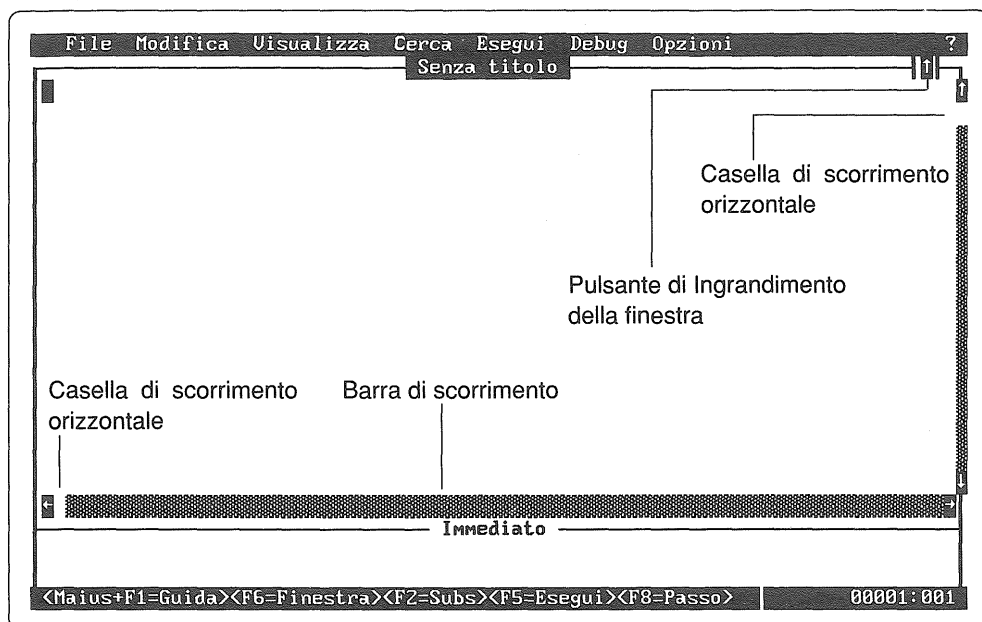 File Modifica Visualizza Cerca Esegui Debug Opzioni ?
Senza titolo
↑
↑
Casella di scorrimento
orizzontale
Pulsante di Ingrandimento
della finestra
Casella di scorrimento
orizzontale
Barra di scorrimento
↓
← →
Immediato
<Maius+F1=Guida><F6=Finestra><F2=Subs><F5=Esegui><F8=Passo> 00001:001